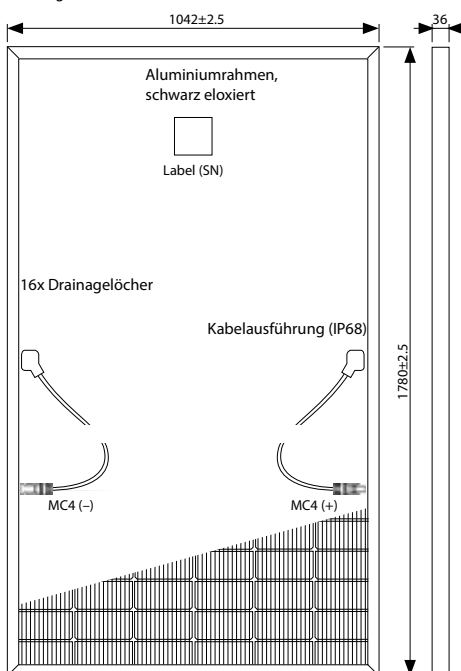 1042±2.5
36
Aluminiumrahmen,
schwarz eloxiert
Label (SN)
16x Drainagelöcher
Kabelausführung (IP68)
1780±2.5
MC4 (–)
MC4 (+)